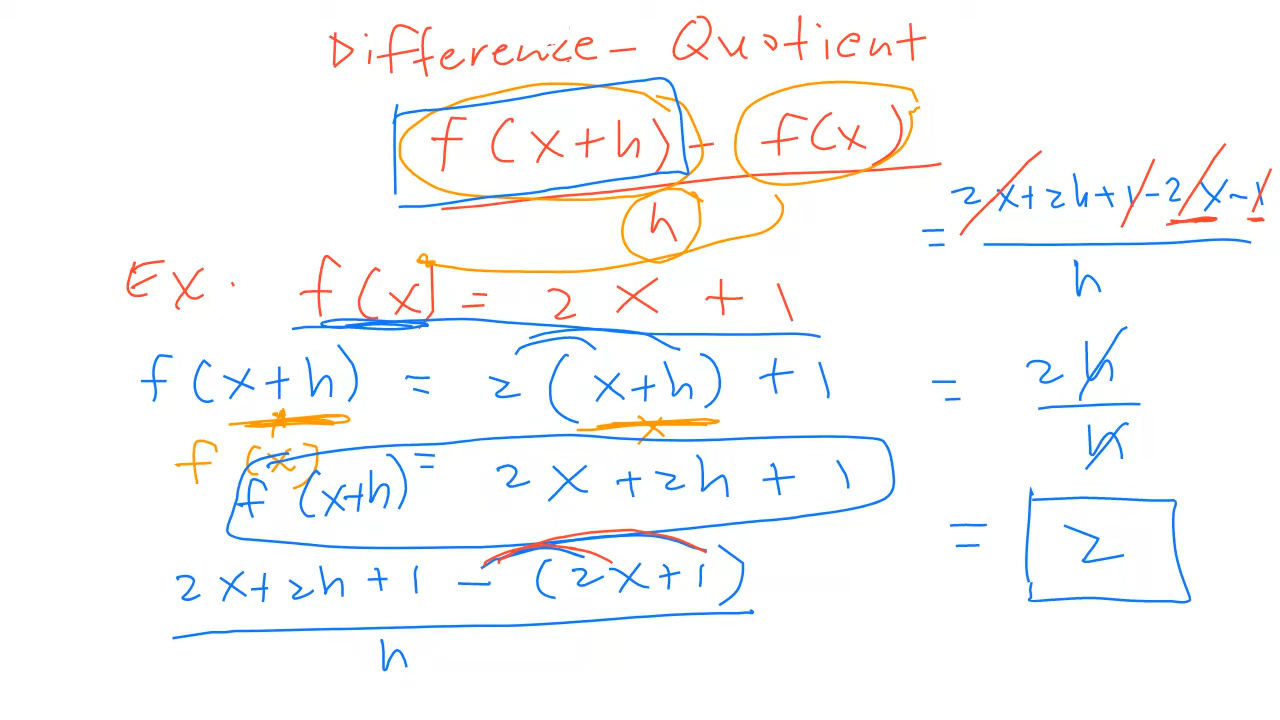 Difference - Quotient
f(x+h) - f(x)
h
Ex. f(x) = 2x + 1
f(x+h) = 2(x+h) + 1
x x
f(x)
f(x+h) = 2x + 2h + 1
2x+2h+1 - (2x+1)
h
= 2x+2h+1-2x-1
h
= 2h
h
= 2